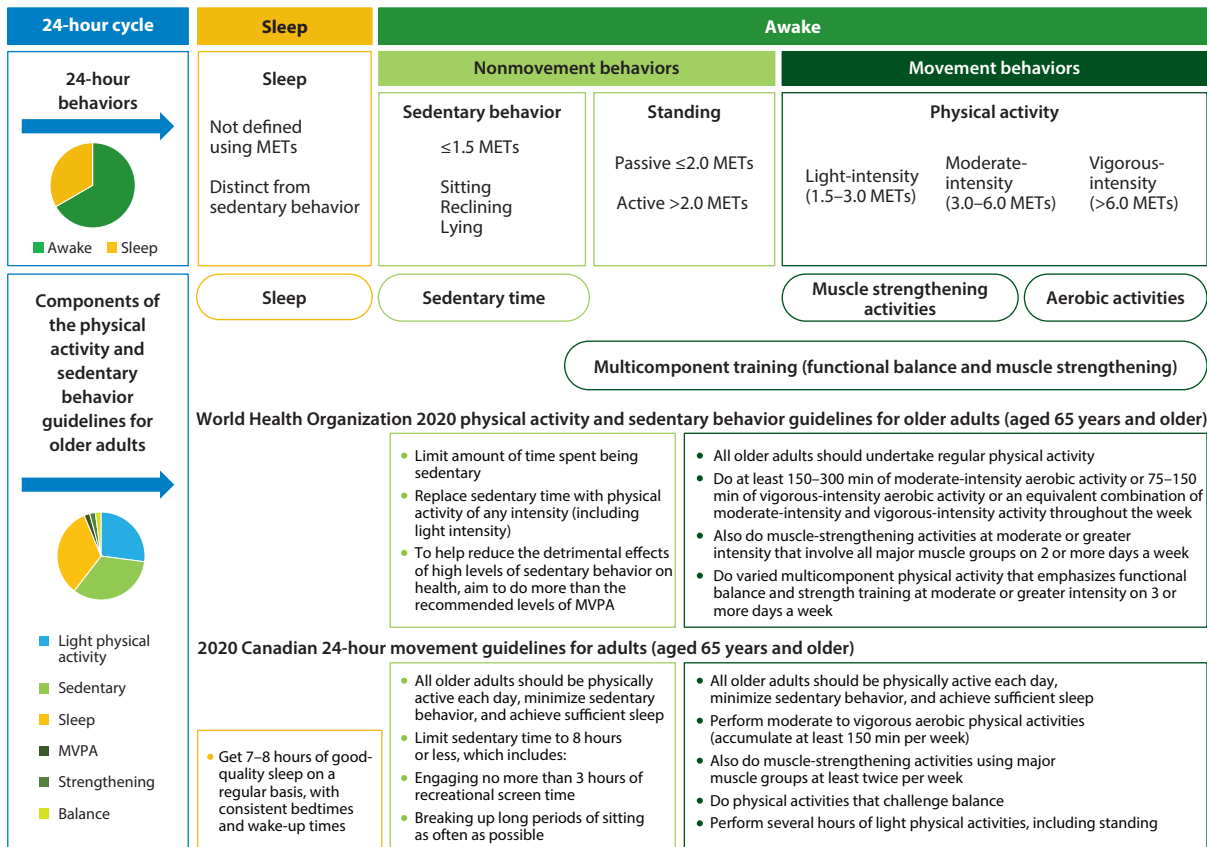 24-hour cycle
Sleep
Awake
24-hour
behaviors
Awake
Sleep
Sleep
Not defined
using METs
Distinct from
sedentary behavior
Nonmovement behaviors
Sedentary behavior
≤1.5 METs
Sitting
Reclining
Lying
Standing
Passive ≤2.0 METs
Active >2.0 METs
Movement behaviors
Physical activity
Light-intensity
(1.5–3.0 METs)
Moderate-
intensity
(3.0–6.0 METs)
Vigorous-
intensity
(>6.0 METs)
Components of
the physical
activity and
sedentary
behavior
guidelines for
older adults
Light physical
activity
Sedentary
Sleep
MVPA
Strengthening
Balance
Sleep
Sedentary time
Muscle strengthening
activities
Aerobic activities
Multicomponent training (functional balance and muscle strengthening)
World Health Organization 2020 physical activity and sedentary behavior guidelines for older adults (aged 65 years and older)
• Limit amount of time spent being
sedentary
• Replace sedentary time with physical
activity of any intensity (including
light intensity)
• To help reduce the detrimental effects
of high levels of sedentary behavior on
health, aim to do more than the
recommended levels of MVPA
• All older adults should undertake regular physical activity
• Do at least 150–300 min of moderate-intensity aerobic activity or 75–150
min of vigorous-intensity aerobic activity or an equivalent combination of
moderate-intensity and vigorous-intensity activity throughout the week
• Also do muscle-strengthening activities at moderate or greater
intensity that involve all major muscle groups on 2 or more days a week
• Do varied multicomponent physical activity that emphasizes functional
balance and strength training at moderate or greater intensity on 3 or
more days a week
2020 Canadian 24-hour movement guidelines for adults (aged 65 years and older)
• Get 7–8 hours of good-
quality sleep on a
regular basis, with
consistent bedtimes
and wake-up times
• All older adults should be physically
active each day, minimize sedentary
behavior, and achieve sufficient sleep
• Limit sedentary time to 8 hours
or less, which includes:
• Engaging no more than 3 hours of
recreational screen time
• Breaking up long periods of sitting
as often as possible
• All older adults should be physically active each day,
minimize sedentary behavior, and achieve sufficient sleep
• Perform moderate to vigorous aerobic physical activities
(accumulate at least 150 min per week)
• Also do muscle-strengthening activities using major
muscle groups at least twice per week
• Do physical activities that challenge balance
• Perform several hours of light physical activities, including standing